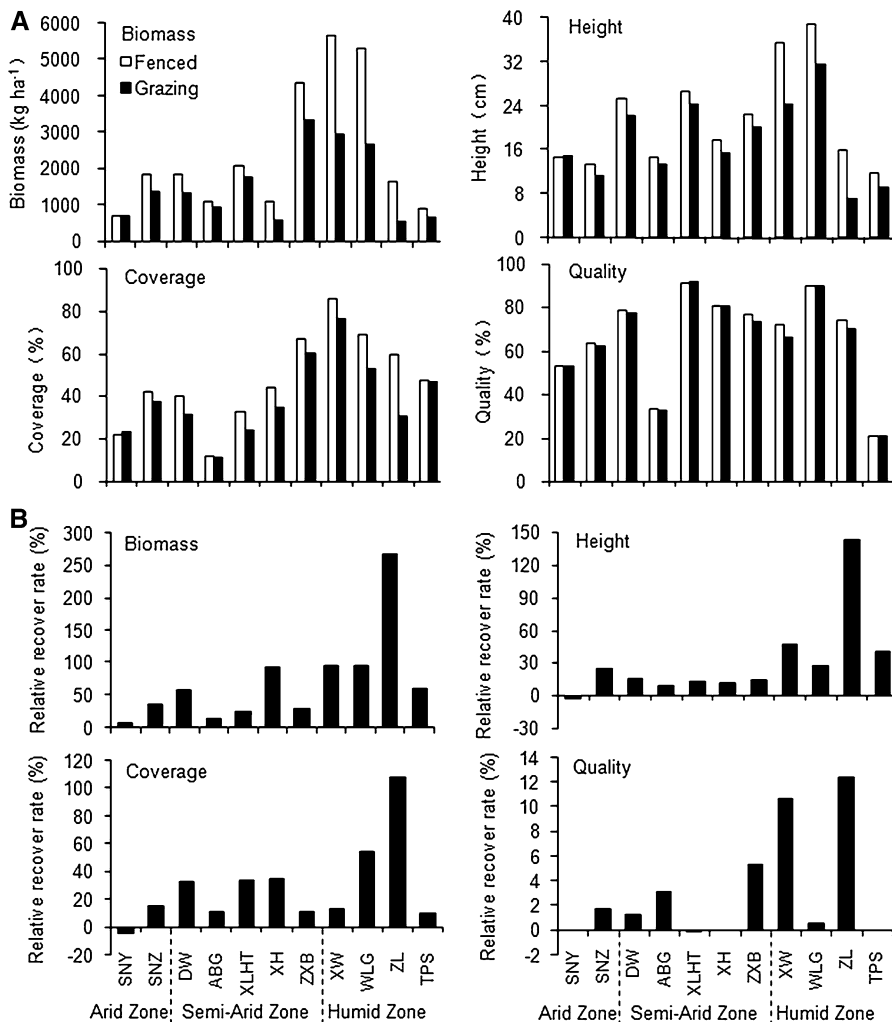 A
Biomass
Fenced
Grazing
Biomass (kg ha⁻¹)
6000
5000
4000
3000
2000
1000
0
Height
Height (cm)
40
32
24
16
8
0
Coverage
Coverage (%)
100
80
60
40
20
0
Quality
Quality (%)
100
80
60
40
20
0
B
Biomass
Relative recover rate (%)
300
250
200
150
100
50
0
Height
Relative recover rate (%)
150
110
70
30
-10
-30
Coverage
Relative recover rate (%)
120
100
80
60
40
20
0
-20
Quality
Relative recover rate (%)
14
12
10
8
6
4
2
0
-2
SNY SNZ DW ABG XLHT XH ZXB XW WLG ZL TPS
Arid Zone Semi-Arid Zone Humid Zone
SNY SNZ DW ABG XLHT XH ZXB XW WLG ZL TPS
Arid Zone Semi-Arid Zone Humid Zone